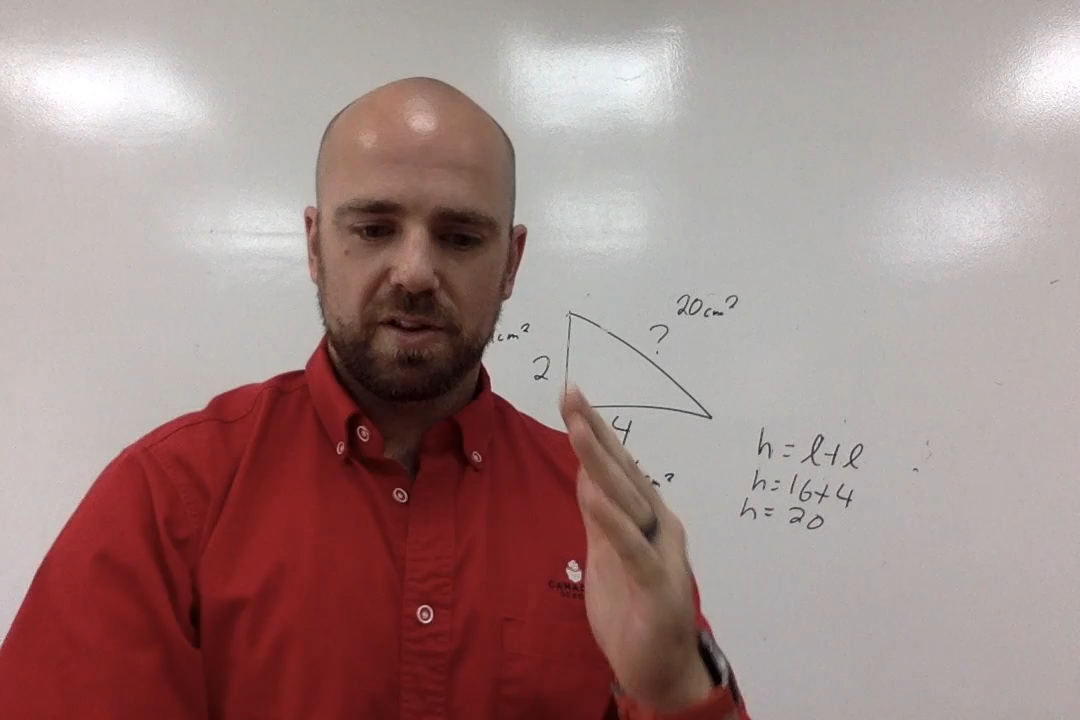 20cm²
?
cm²
2
4
h = l + l
h = 16 + 4
h = 20